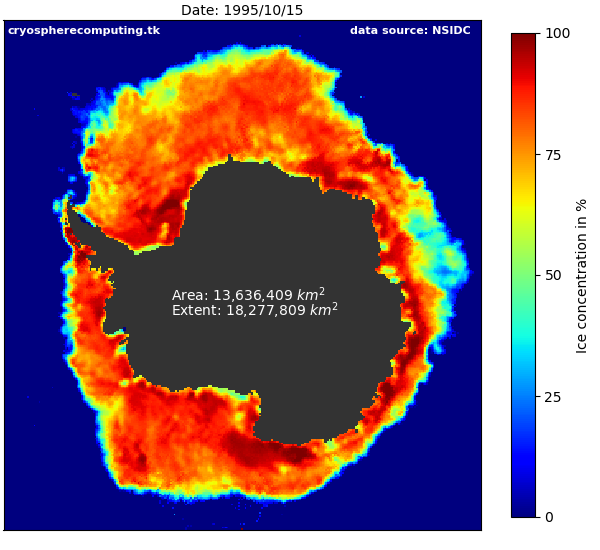 Date: 1995/10/15
cryospherecomputing.tk
data source: NSIDC
Area: 13,636,409 km²
Extent: 18,277,809 km²
100
75
50
25
0
Ice concentration in %